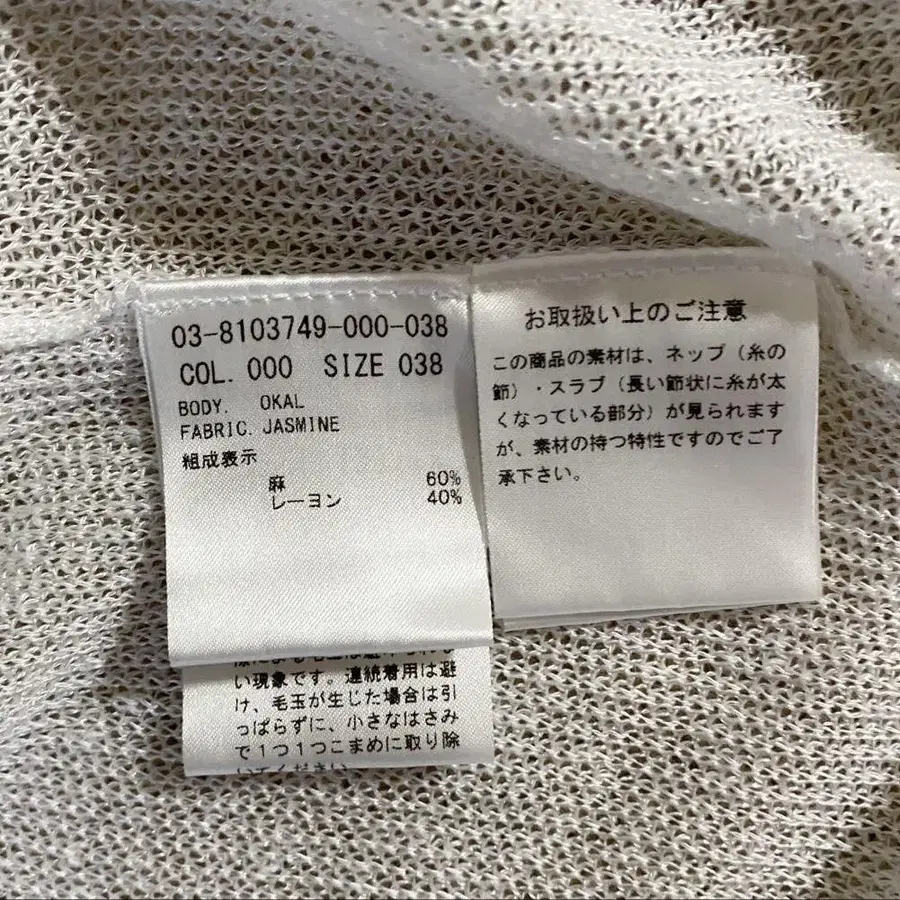 03-8103749-000-038
COL. 000 SIZE 038
BODY. OKAL
FABRIC. JASMINE
組成表示
麻 60%
レーヨン 40%
お取扱い上のご注意
この商品の素材は、ネップ（糸の
節）・スラブ（長い節状に糸が太
くなっている部分）が見られます
が、素材の持つ特性ですのでご了
承下さい。
い現象です。連続着用は避
け、毛玉が生じた場合は引
っぱらずに、小さなはさみ
で１つ１つこまめに取り除
いてください。